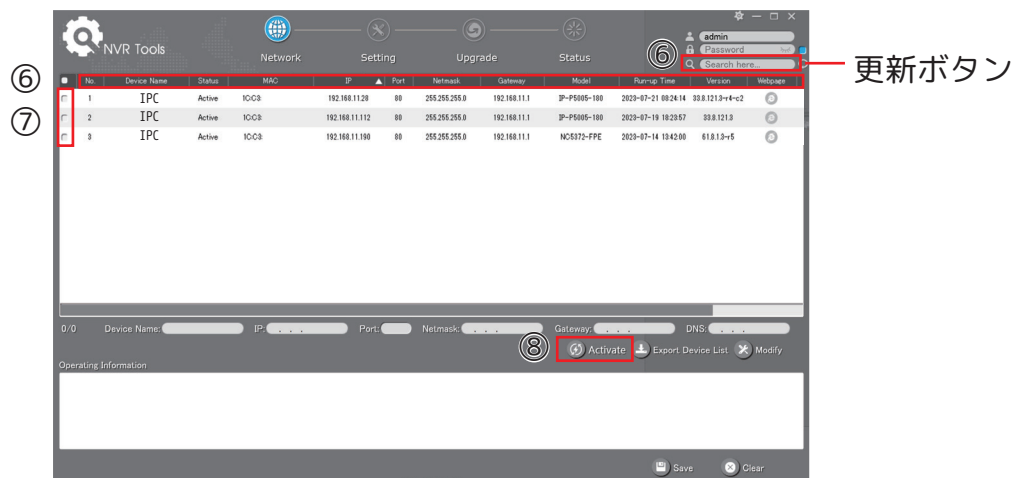 NVR Tools
Network
Setting
Upgrade
Status
admin
Password
⑥ Search here...
更新ボタン
⑥ No. Device Name Status MAC IP Port Netmask Gateway Model Run-up Time Version Webpage
1 IPC Active 1C:C3: 192.168.11.28 80 255.255.255.0 192.168.11.1 IP-P5005-180 2023-07-21 08:24:14 33.8.121.3-r4-c2
⑦ 2 IPC Active 1C:C3: 192.168.11.112 80 255.255.255.0 192.168.11.1 IP-P5005-180 2023-07-19 18:23:57 33.8.121.3
3 IPC Active 1C:C3: 192.168.11.190 80 255.255.255.0 192.168.11.1 NC5372-FPE 2023-07-14 13:42:00 61.8.1.3-r5
0/0 Device Name: IP: . . . Port: Netmask: . . . Gateway: . . . DNS: . . .
⑧ Activate Export Device List Modify
Operating Information
Save Clear